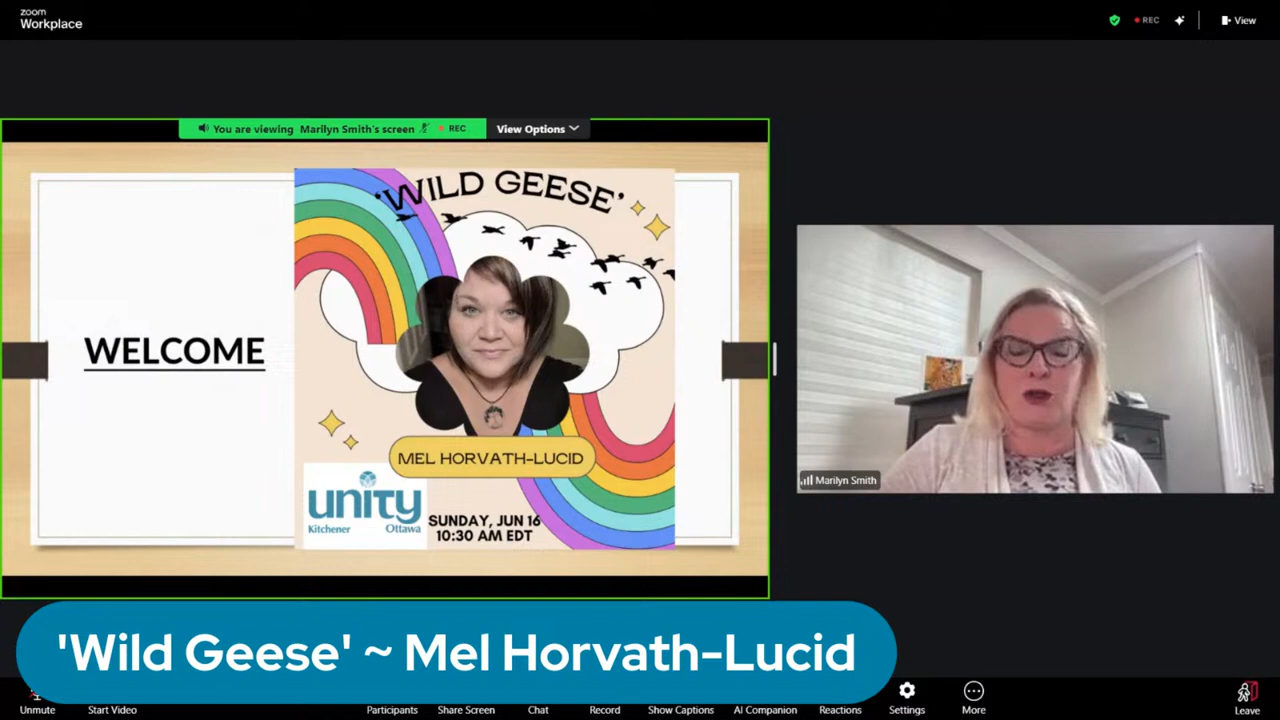 zoom
Workplace
REC
View
You are viewing Marilyn Smith's screen
REC
View Options
'WILD GEESE'
WELCOME
MEL HORVATH-LUCID
unity
Kitchener Ottawa
SUNDAY, JUN 16
10:30 AM EDT
Marilyn Smith
'Wild Geese' ~ Mel Horvath-Lucid
Unmute
Start Video
Participants
Share Screen
Chat
Record
Show Captions
AI Companion
Reactions
Settings
More
Leave